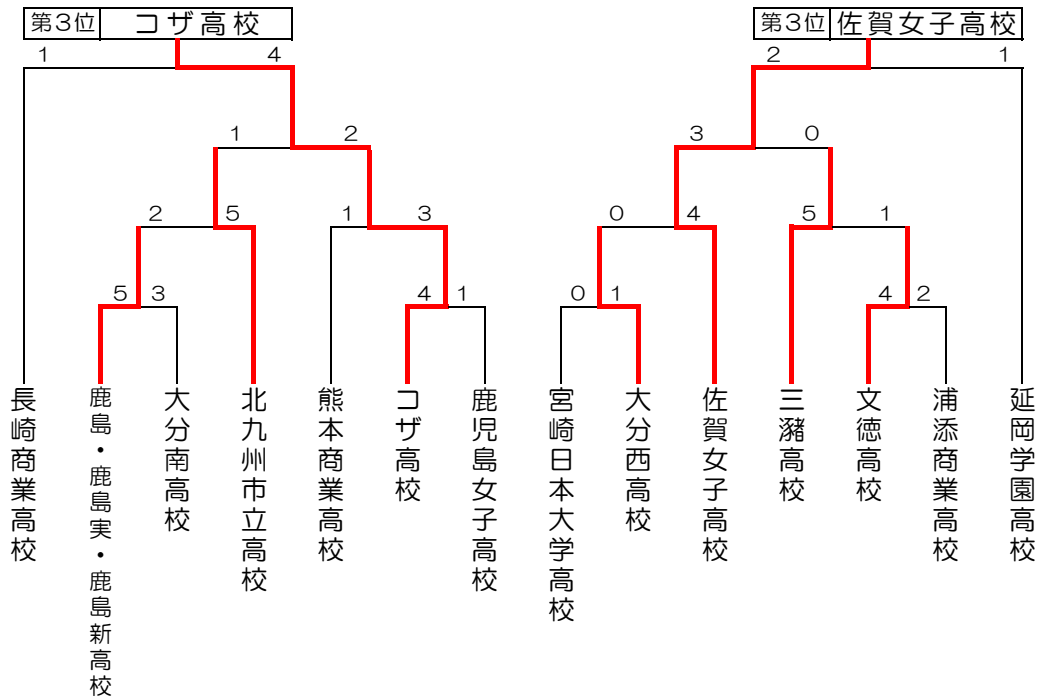 第3位 コザ高校 第3位 佐賀女子高校
1 4 2 1
1 2 3 0
2 5 1 3 0 4 5 1
5 3 4 1 0 1 4 2
長崎商業高校
鹿島・鹿島実・鹿島新高校
大分南高校
北九州市立高校
熊本商業高校
コザ高校
鹿児島女子高校
宮崎日本大学高校
大分西高校
佐賀女子高校
三潴高校
文徳高校
浦添商業高校
延岡学園高校